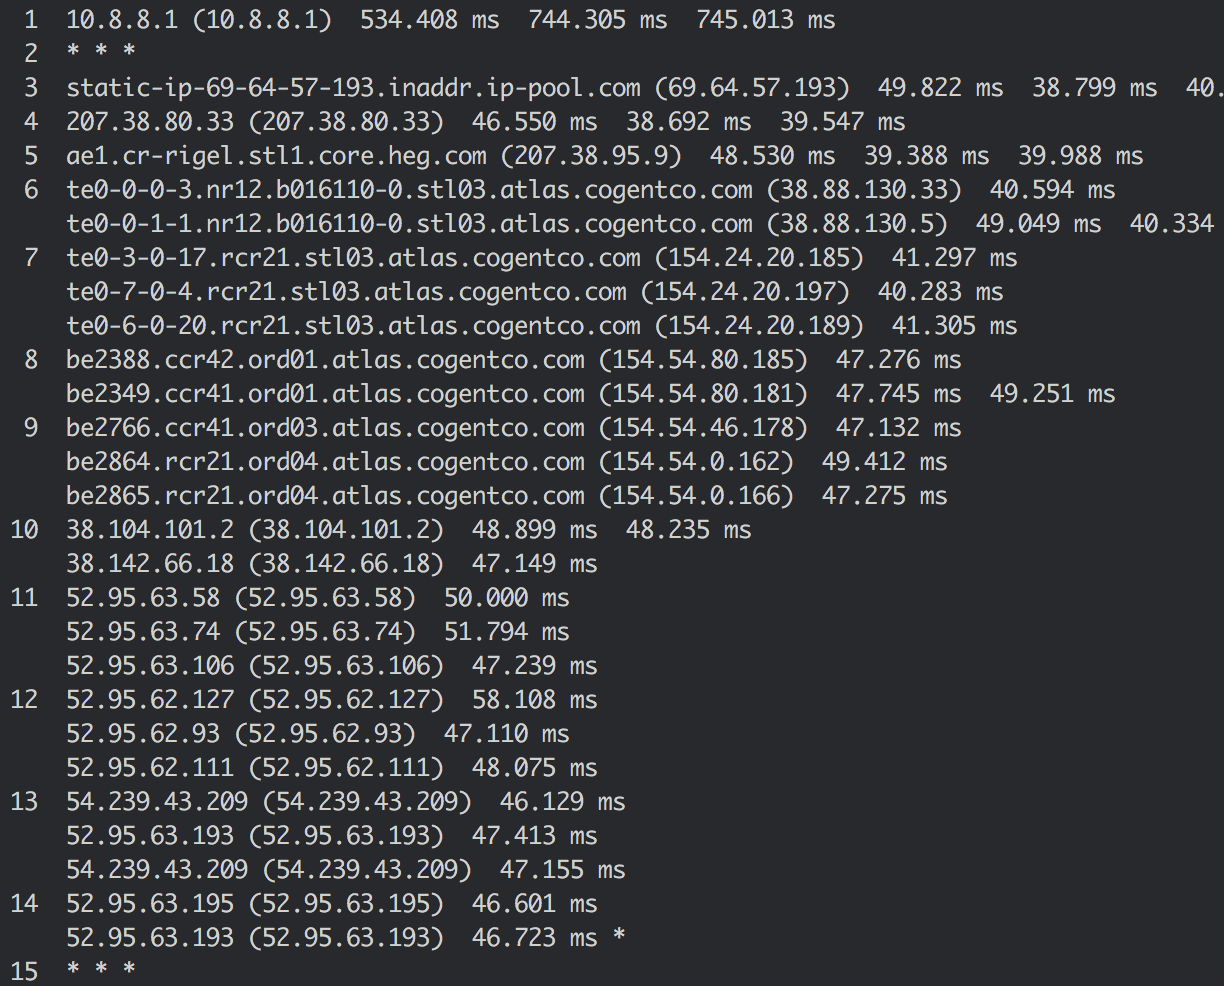 1 10.8.8.1 (10.8.8.1) 534.408 ms 744.305 ms 745.013 ms
2 * * *
3 static-ip-69-64-57-193.inaddr.ip-pool.com (69.64.57.193) 49.822 ms 38.799 ms 40.
4 207.38.80.33 (207.38.80.33) 46.550 ms 38.692 ms 39.547 ms
5 ae1.cr-rigel.stl1.core.heg.com (207.38.95.9) 48.530 ms 39.388 ms 39.988 ms
6 te0-0-0-3.nr12.b016110-0.stl03.atlas.cogentco.com (38.88.130.33) 40.594 ms
te0-0-1-1.nr12.b016110-0.stl03.atlas.cogentco.com (38.88.130.5) 49.049 ms 40.334
7 te0-3-0-17.rcr21.stl03.atlas.cogentco.com (154.24.20.185) 41.297 ms
te0-7-0-4.rcr21.stl03.atlas.cogentco.com (154.24.20.197) 40.283 ms
te0-6-0-20.rcr21.stl03.atlas.cogentco.com (154.24.20.189) 41.305 ms
8 be2388.ccr42.ord01.atlas.cogentco.com (154.54.80.185) 47.276 ms
be2349.ccr41.ord01.atlas.cogentco.com (154.54.80.181) 47.745 ms 49.251 ms
9 be2766.ccr41.ord03.atlas.cogentco.com (154.54.46.178) 47.132 ms
be2864.rcr21.ord04.atlas.cogentco.com (154.54.0.162) 49.412 ms
be2865.rcr21.ord04.atlas.cogentco.com (154.54.0.166) 47.275 ms
10 38.104.101.2 (38.104.101.2) 48.899 ms 48.235 ms
38.142.66.18 (38.142.66.18) 47.149 ms
11 52.95.63.58 (52.95.63.58) 50.000 ms
52.95.63.74 (52.95.63.74) 51.794 ms
52.95.63.106 (52.95.63.106) 47.239 ms
12 52.95.62.127 (52.95.62.127) 58.108 ms
52.95.62.93 (52.95.62.93) 47.110 ms
52.95.62.111 (52.95.62.111) 48.075 ms
13 54.239.43.209 (54.239.43.209) 46.129 ms
52.95.63.193 (52.95.63.193) 47.413 ms
54.239.43.209 (54.239.43.209) 47.155 ms
14 52.95.63.195 (52.95.63.195) 46.601 ms
52.95.63.193 (52.95.63.193) 46.723 ms *
15 * * *